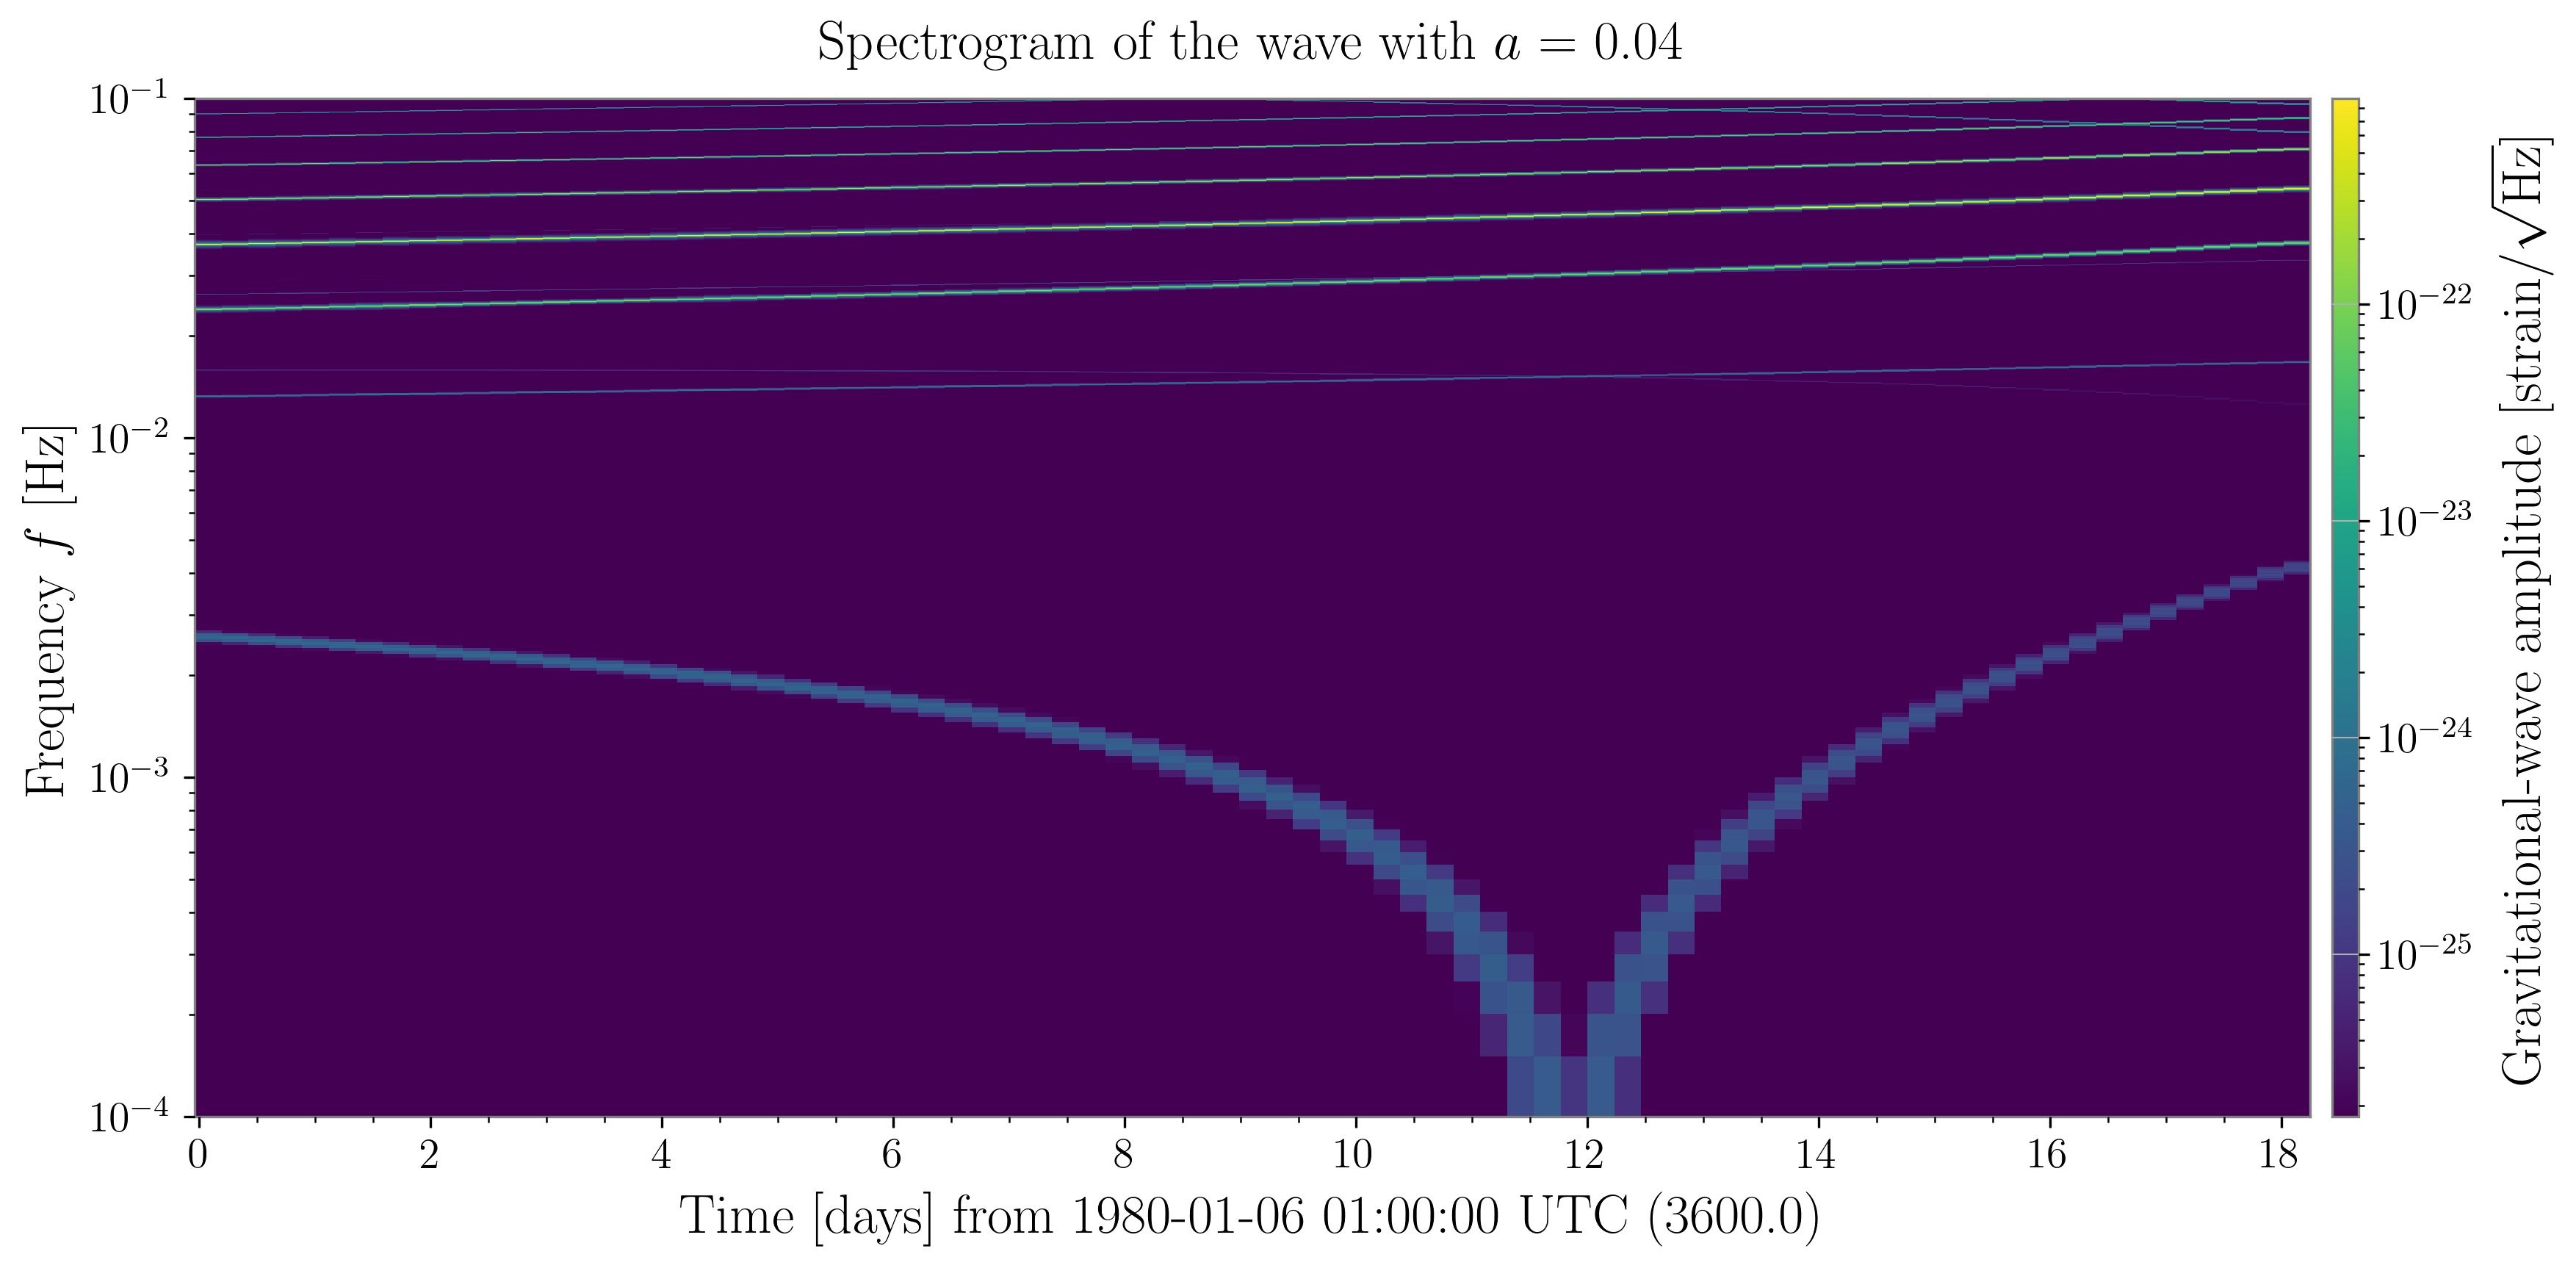 Spectrogram of the wave with a = 0.04
Frequency f [Hz]
10−1
10−2
10−3
10−4
0 2 4 6 8 10 12 14 16 18
Time [days] from 1980-01-06 01:00:00 UTC (3600.0)
10−22
10−23
10−24
10−25
Gravitational-wave amplitude [strain/√Hz]